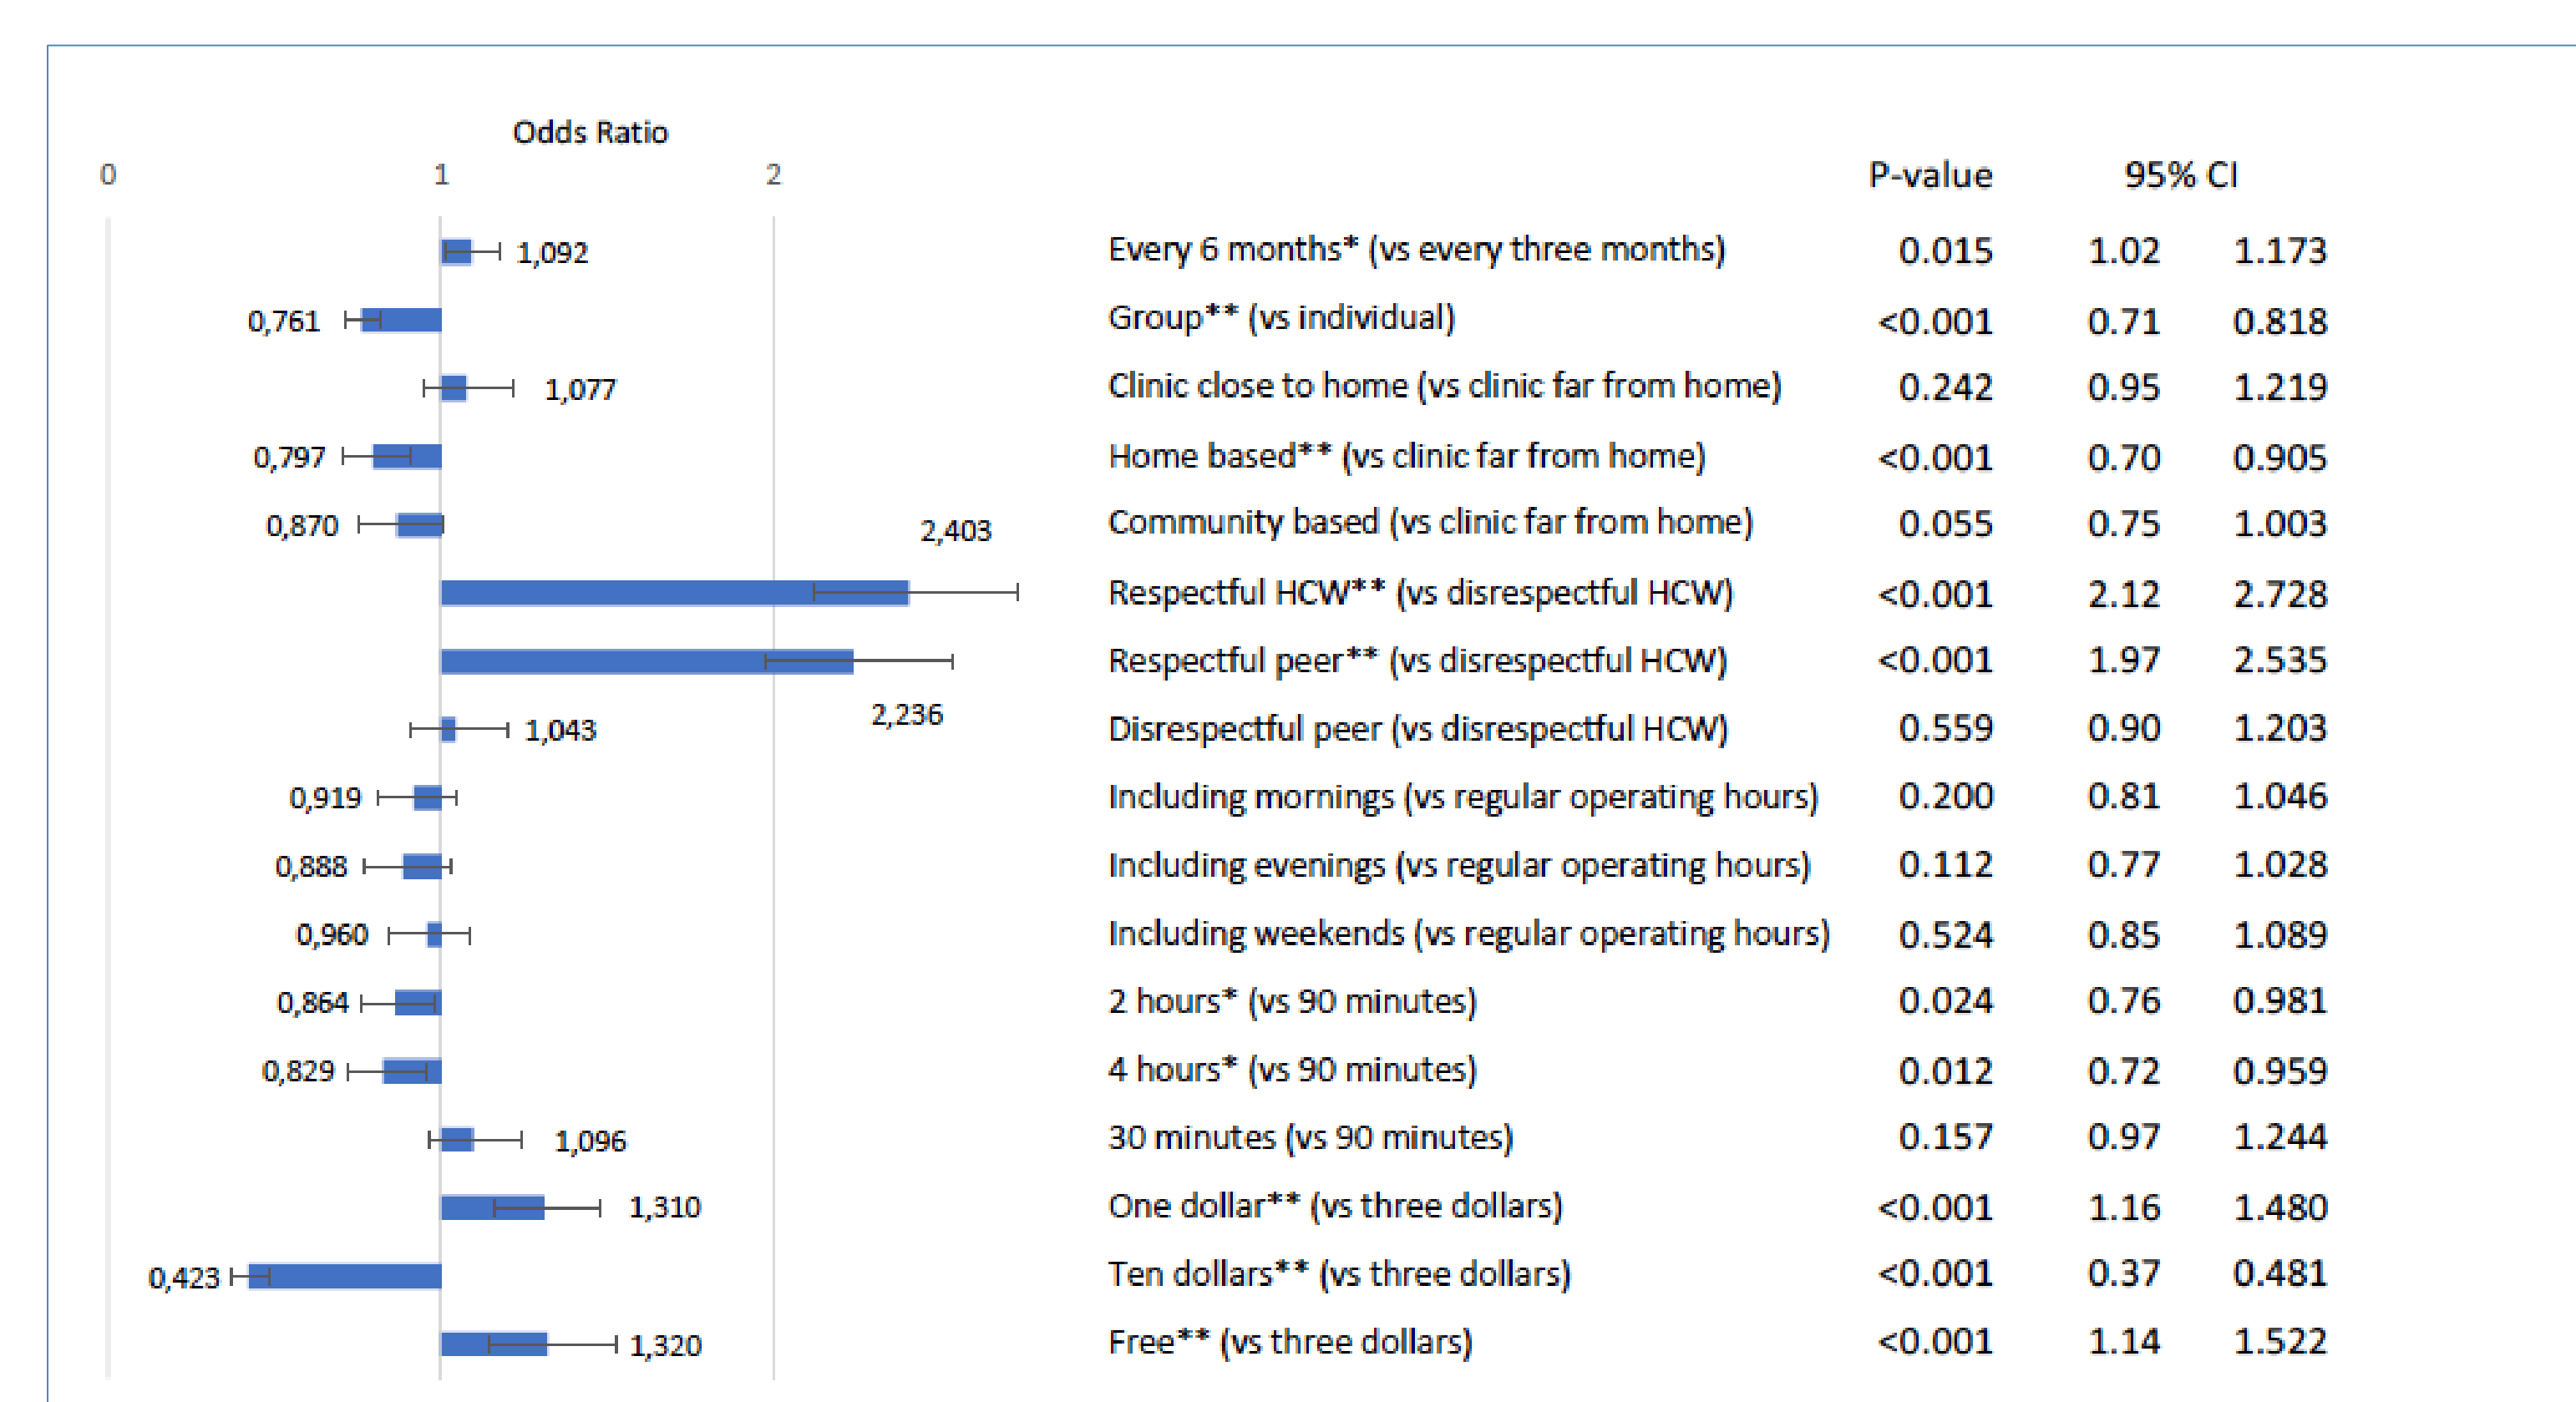 Odds Ratio
0 1 2 P-value 95% CI
1,092 Every 6 months* (vs every three months) 0.015 1.02 1.173
0,761 Group** (vs individual) <0.001 0.71 0.818
1,077 Clinic close to home (vs clinic far from home) 0.242 0.95 1.219
0,797 Home based** (vs clinic far from home) <0.001 0.70 0.905
0,870 Community based (vs clinic far from home) 0.055 0.75 1.003
2,403 Respectful HCW** (vs disrespectful HCW) <0.001 2.12 2.728
2,236 Respectful peer** (vs disrespectful HCW) <0.001 1.97 2.535
1,043 Disrespectful peer (vs disrespectful HCW) 0.559 0.90 1.203
0,919 Including mornings (vs regular operating hours) 0.200 0.81 1.046
0,888 Including evenings (vs regular operating hours) 0.112 0.77 1.028
0,960 Including weekends (vs regular operating hours) 0.524 0.85 1.089
0,864 2 hours* (vs 90 minutes) 0.024 0.76 0.981
0,829 4 hours* (vs 90 minutes) 0.012 0.72 0.959
1,096 30 minutes (vs 90 minutes) 0.157 0.97 1.244
1,310 One dollar** (vs three dollars) <0.001 1.16 1.480
0,423 Ten dollars** (vs three dollars) <0.001 0.37 0.481
1,320 Free** (vs three dollars) <0.001 1.14 1.522